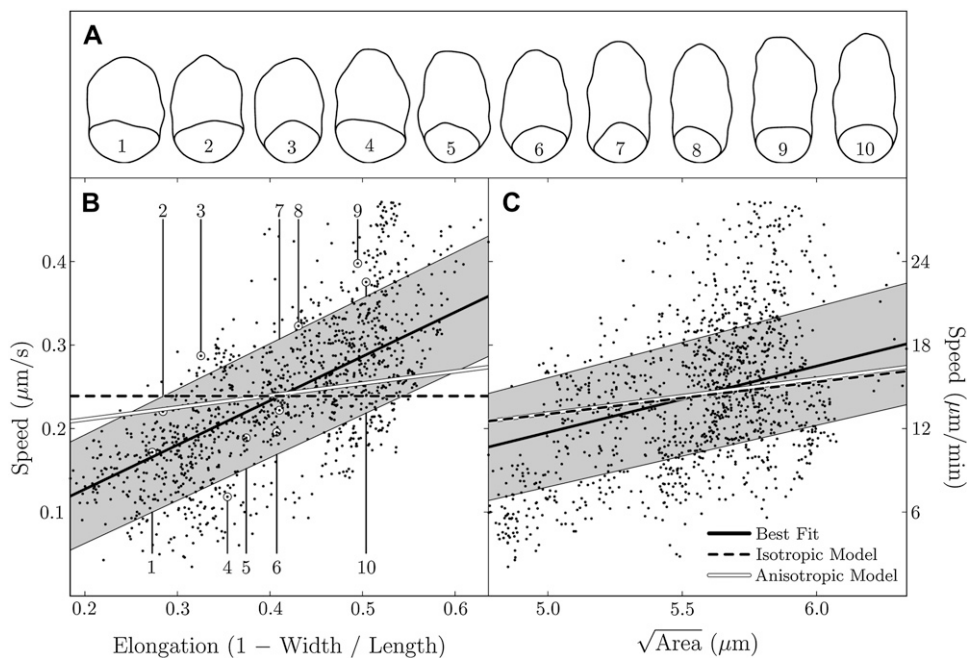 A
1 2 3 4 5 6 7 8 9 10
B
2 3 7 8 9
1 4 5 6 10
0.4
0.3
0.2
0.1
Speed (μm/s)
0.2 0.3 0.4 0.5 0.6
Elongation (1 − Width / Length)
C
24
18
12
6
Speed (μm/min)
Best Fit
Isotropic Model
Anisotropic Model
5.0 5.5 6.0
√Area (μm)